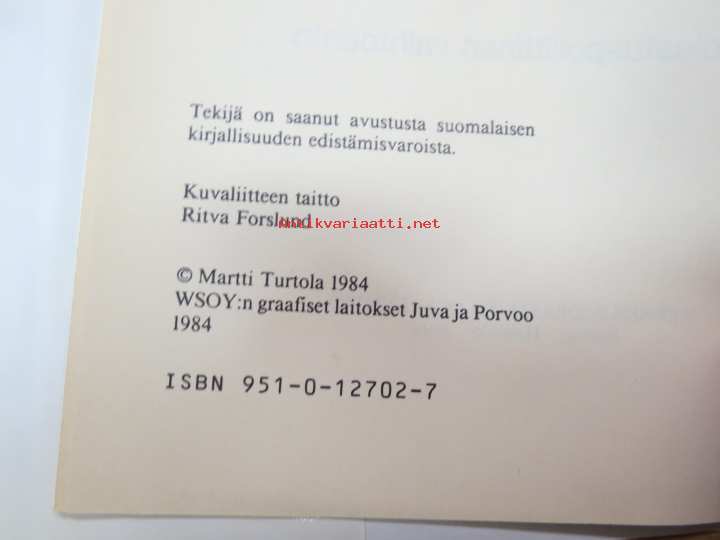 Tekijä on saanut avustusta suomalaisen
kirjallisuuden edistämisvaroista.
Kuvaliitteen taitto
Ritva Forslund
antikvariaatti.net
© Martti Turtola 1984
WSOY:n graafiset laitokset Juva ja Porvoo
1984
ISBN 951-0-12702-7